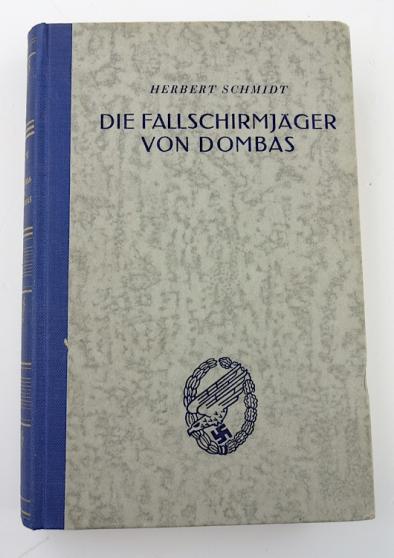 HERBERT SCHMIDT
DIE FALLSCHIRMJÄGER
VON DOMBAS